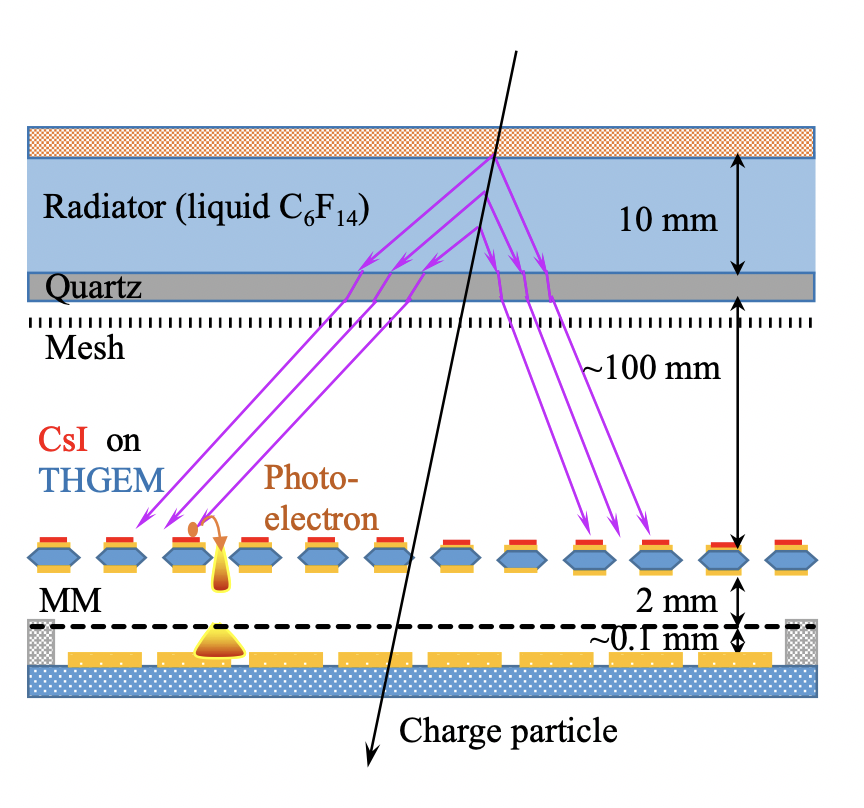 Radiator (liquid C₆F₁₄)
10 mm
Quartz
Mesh
~100 mm
CsI on
THGEM
Photo-
electron
MM
2 mm
~0.1 mm
Charge particle